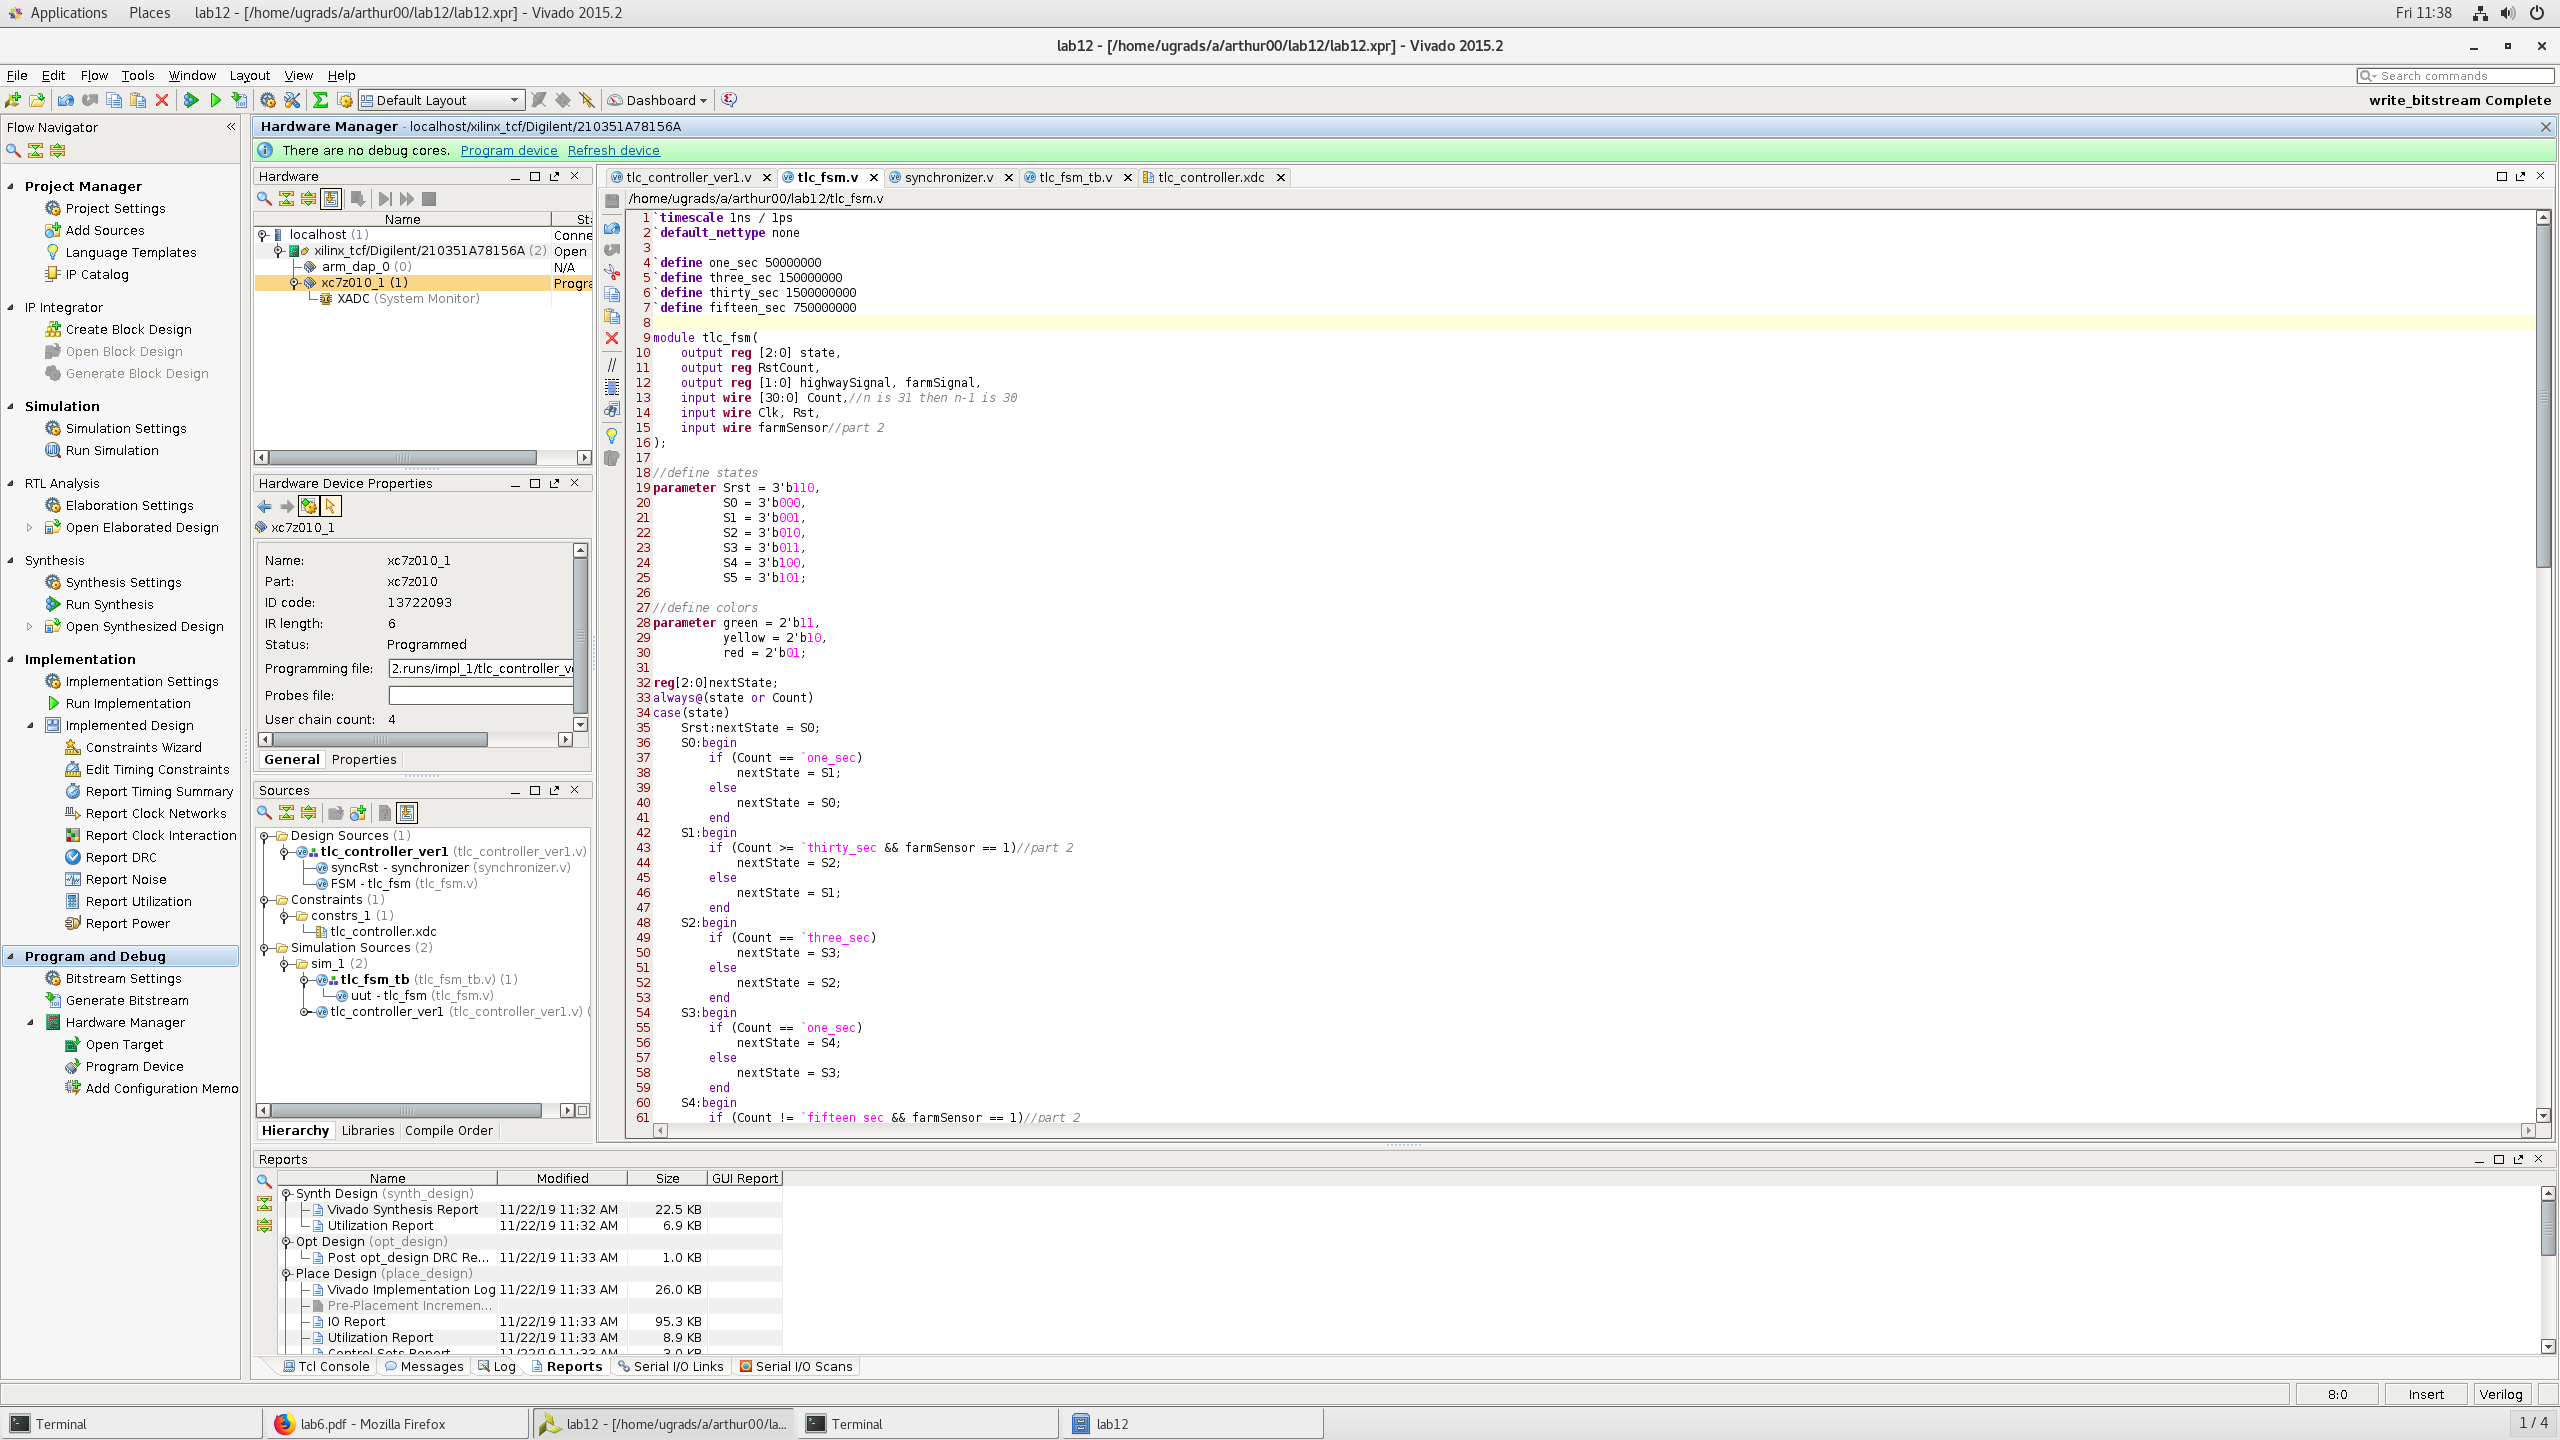 Applications Places lab12 - [/home/ugrads/a/arthur00/lab12/lab12.xpr] - Vivado 2015.2 Fri 11:38
lab12 - [/home/ugrads/a/arthur00/lab12/lab12.xpr] - Vivado 2015.2
File Edit Flow Tools Window Layout View Help Search commands
Default Layout Dashboard write_bitstream Complete
Flow Navigator
Project Manager
Project Settings
Add Sources
Language Templates
IP Catalog
IP Integrator
Create Block Design
Open Block Design
Generate Block Design
Simulation
Simulation Settings
Run Simulation
RTL Analysis
Elaboration Settings
Open Elaborated Design
Synthesis
Synthesis Settings
Run Synthesis
Open Synthesized Design
Implementation
Implementation Settings
Run Implementation
Implemented Design
Constraints Wizard
Edit Timing Constraints
Report Timing Summary
Report Clock Networks
Report Clock Interaction
Report DRC
Report Noise
Report Utilization
Report Power
Program and Debug
Bitstream Settings
Generate Bitstream
Hardware Manager
Open Target
Program Device
Add Configuration Memo
Hardware Manager - localhost/xilinx_tcf/Digilent/210351A78156A
There are no debug cores. Program device Refresh device
Hardware
Name Sta
localhost (1) Conne
xilinx_tcf/Digilent/210351A78156A (2) Open
arm_dap_0 (0) N/A
xc7z010_1 (1) Progra
XADC (System Monitor)
Hardware Device Properties
xc7z010_1
Name: xc7z010_1
Part: xc7z010
ID code: 13722093
IR length: 6
Status: Programmed
Programming file: 2.runs/impl_1/tlc_controller_ve
Probes file:
User chain count: 4
General Properties
Sources
Design Sources (1)
tlc_controller_ver1 (tlc_controller_ver1.v)
syncRst - synchronizer (synchronizer.v)
FSM - tlc_fsm (tlc_fsm.v)
Constraints (1)
constrs_1 (1)
tlc_controller.xdc
Simulation Sources (2)
sim_1 (2)
tlc_fsm_tb (tlc_fsm_tb.v) (1)
uut - tlc_fsm (tlc_fsm.v)
tlc_controller_ver1 (tlc_controller_ver1.v) (
Hierarchy Libraries Compile Order
tlc_controller_ver1.v tlc_fsm.v synchronizer.v tlc_fsm_tb.v tlc_controller.xdc
/home/ugrads/a/arthur00/lab12/tlc_fsm.v
1 `timescale 1ns / 1ps
2 `default_nettype none
3
4 `define one_sec 50000000
5 `define three_sec 150000000
6 `define thirty_sec 1500000000
7 `define fifteen_sec 750000000
8
9 module tlc_fsm(
10 output reg [2:0] state,
11 output reg RstCount,
12 output reg [1:0] highwaySignal, farmSignal,
13 input wire [30:0] Count,//n is 31 then n-1 is 30
14 input wire Clk, Rst,
15 input wire farmSensor//part 2
16 );
17
18 //define states
19 parameter Srst = 3'b110,
20 S0 = 3'b000,
21 S1 = 3'b001,
22 S2 = 3'b010,
23 S3 = 3'b011,
24 S4 = 3'b100,
25 S5 = 3'b101;
26
27 //define colors
28 parameter green = 2'b11,
29 yellow = 2'b10,
30 red = 2'b01;
31
32 reg[2:0]nextState;
33 always@(state or Count)
34 case(state)
35 Srst:nextState = S0;
36 S0:begin
37 if (Count == `one_sec)
38 nextState = S1;
39 else
40 nextState = S0;
41 end
42 S1:begin
43 if (Count >= `thirty_sec && farmSensor == 1)//part 2
44 nextState = S2;
45 else
46 nextState = S1;
47 end
48 S2:begin
49 if (Count == `three_sec)
50 nextState = S3;
51 else
52 nextState = S2;
53 end
54 S3:begin
55 if (Count == `one_sec)
56 nextState = S4;
57 else
58 nextState = S3;
59 end
60 S4:begin
61 if (Count != `fifteen_sec && farmSensor == 1)//part 2
Reports
Name Modified Size GUI Report
Synth Design (synth_design)
Vivado Synthesis Report 11/22/19 11:32 AM 22.5 KB
Utilization Report 11/22/19 11:32 AM 6.9 KB
Opt Design (opt_design)
Post opt_design DRC Re... 11/22/19 11:33 AM 1.0 KB
Place Design (place_design)
Vivado Implementation Log 11/22/19 11:33 AM 26.0 KB
Pre-Placement Incremen...
IO Report 11/22/19 11:33 AM 95.3 KB
Utilization Report 11/22/19 11:33 AM 8.9 KB
Control Sets Report 11/22/19 11:33 AM 3.0 KB
Tcl Console Messages Log Reports Serial I/O Links Serial I/O Scans
8:0 Insert Verilog
Terminal lab6.pdf - Mozilla Firefox lab12 - [/home/ugrads/a/arthur00/la... Terminal lab12 1 / 4